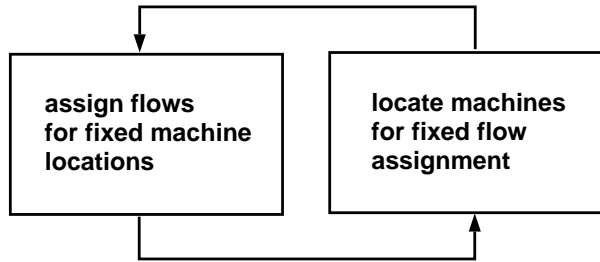 assign flows
for fixed machine
locations
locate machines
for fixed flow
assignment